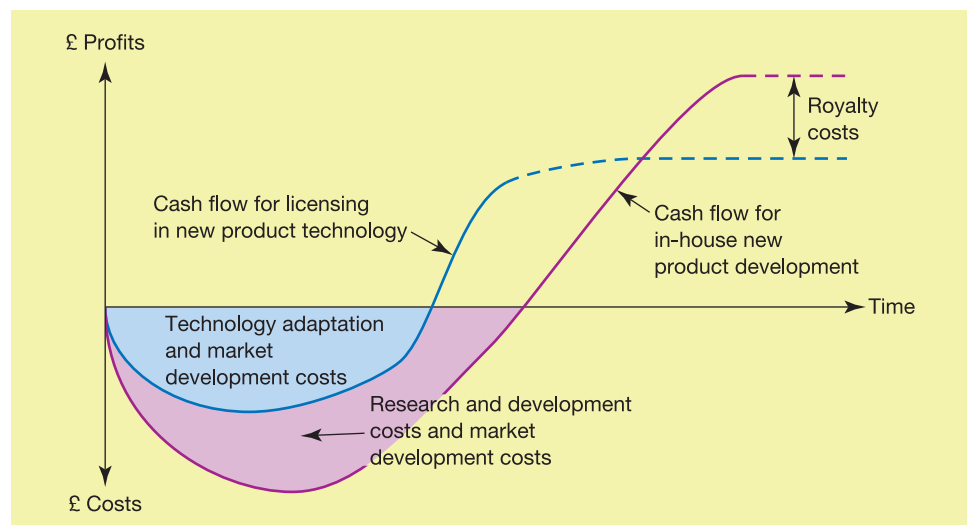 £ Profits
Royalty
costs
Cash flow for licensing
in new product technology
Cash flow for
in-house new
product development
Time
Technology adaptation
and market
development costs
Research and development
costs and market
development costs
£ Costs